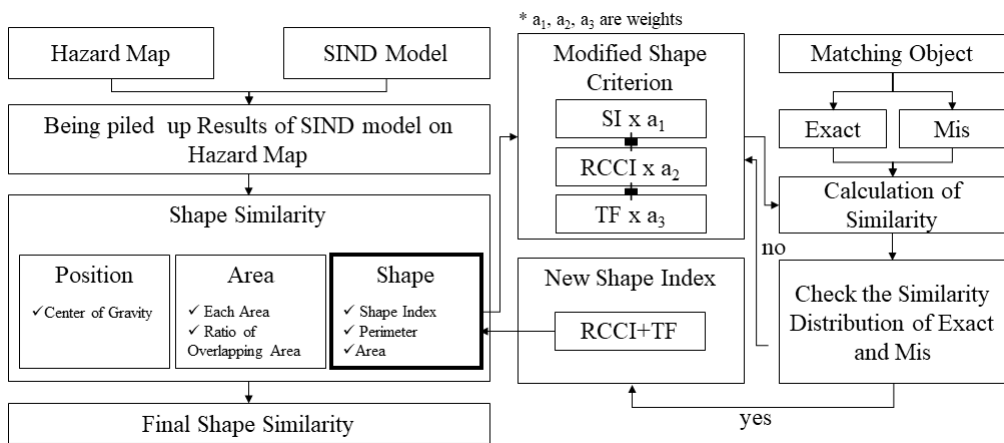 * a₁, a₂, a₃ are weights
Hazard Map
SIND Model
Being piled up Results of SIND model on
Hazard Map
Shape Similarity
Position
✓Center of Gravity
Area
✓ Each Area
✓ Ratio of
Overlapping Area
Shape
✓ Shape Index
✓ Perimeter
✓Area
Final Shape Similarity
Modified Shape
Criterion
SI x a₁
RCCI x a₂
TF x a₃
New Shape Index
RCCI+TF
Matching Object
Exact
Mis
Calculation of
Similarity
no
Check the Similarity
Distribution of Exact
and Mis
yes